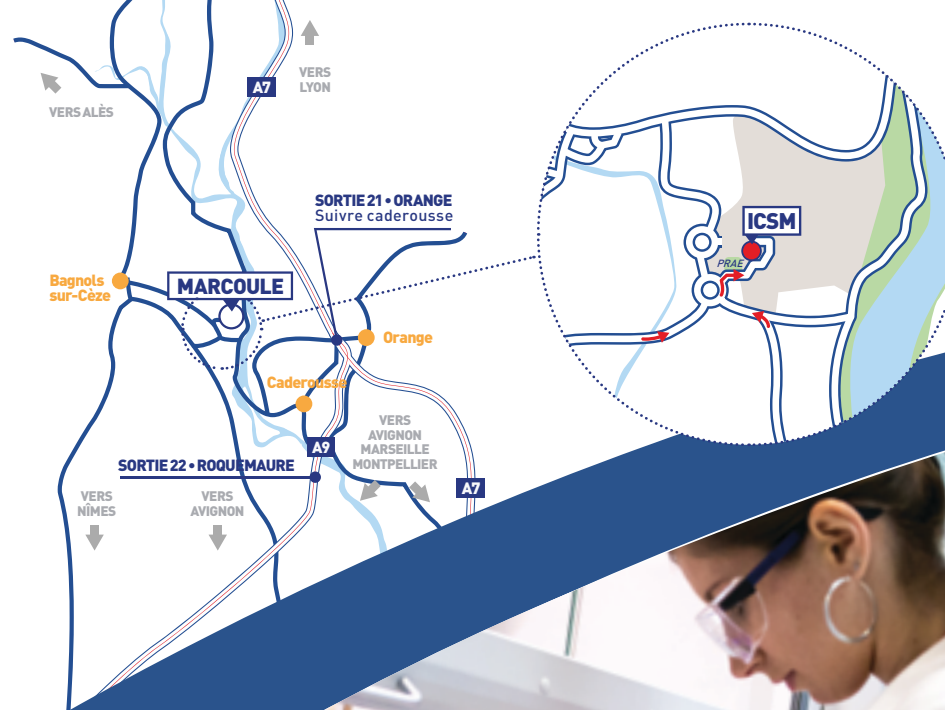 VERS
LYON
A7
VERS ALÈS
SORTIE 21 • ORANGE
Suivre caderousse
ICSM
PRAE
Bagnols
sur-Cèze
MARCOULE
Orange
Caderousse
VERS
AVIGNON
MARSEILLE
MONTPELLIER
A9
SORTIE 22 • ROQUEMAURE
A7
VERS
NÎMES
VERS
AVIGNON